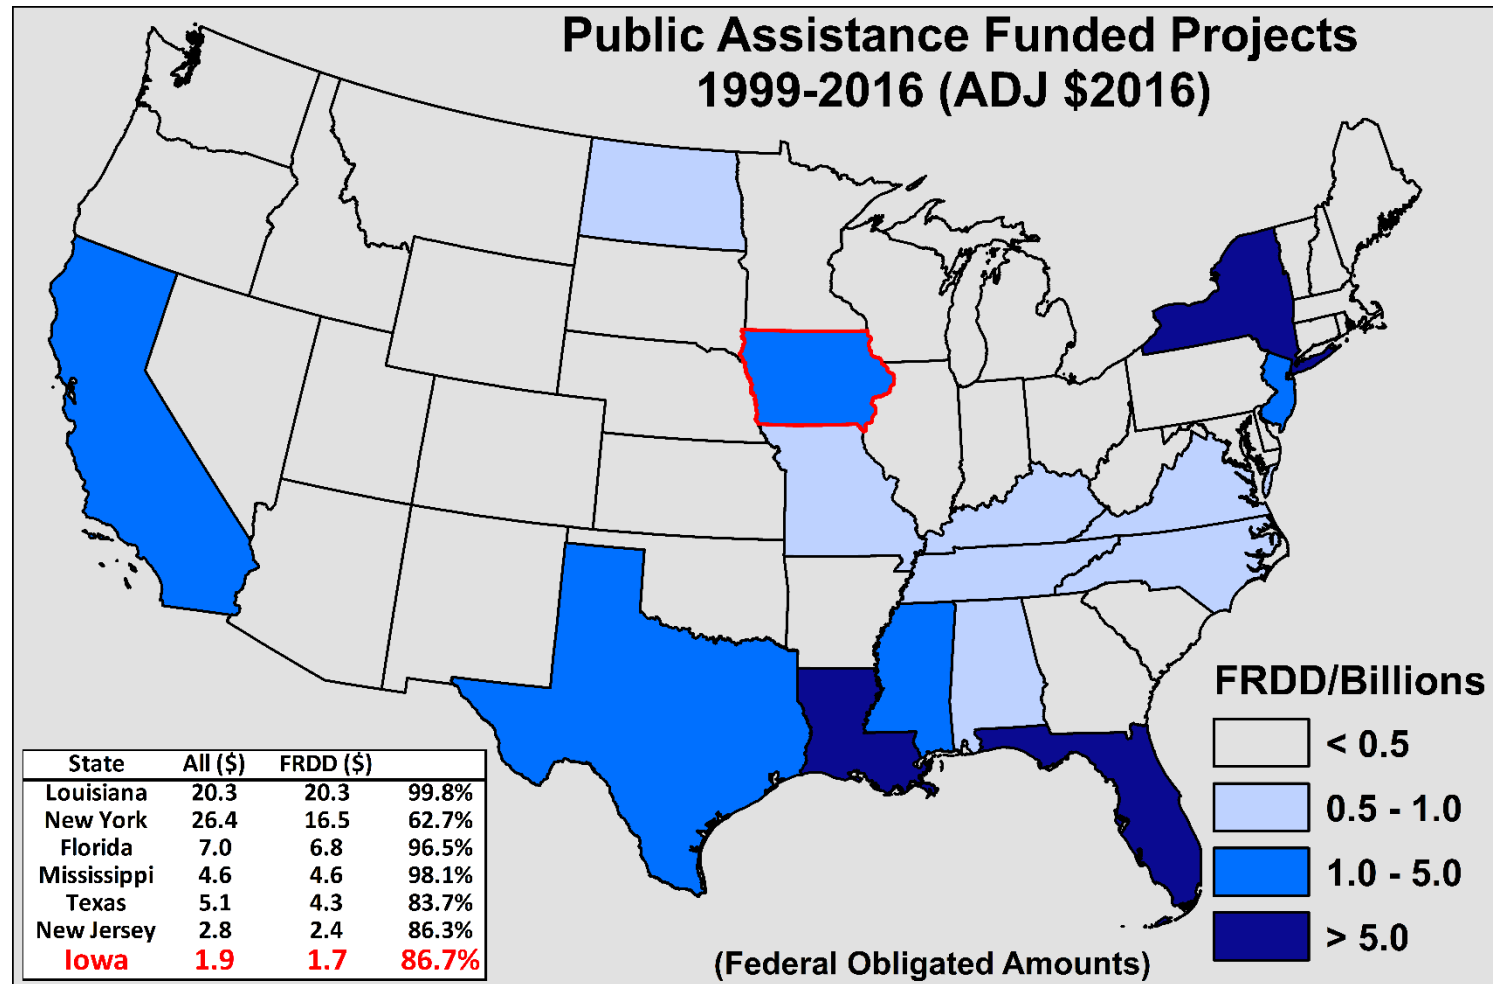 Public Assistance Funded Projects
1999-2016 (ADJ $2016)
FRDD/Billions
< 0.5
0.5 - 1.0
1.0 - 5.0
> 5.0
State All ($) FRDD ($)
Louisiana 20.3 20.3 99.8%
New York 26.4 16.5 62.7%
Florida 7.0 6.8 96.5%
Mississippi 4.6 4.6 98.1%
Texas 5.1 4.3 83.7%
New Jersey 2.8 2.4 86.3%
Iowa 1.9 1.7 86.7%
(Federal Obligated Amounts)